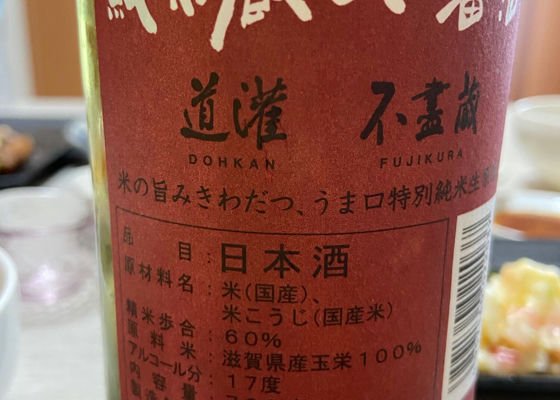 道灌 不盡蔵
DOHKAN FUJIKURA
米の旨みきわだつ、うま口特別純米生
品目：日本酒
原材料名：米(国産)、
米こうじ(国産米)
精米歩合：60%
原料米：滋賀県産玉栄100%
アルコール分：17度
内容量：